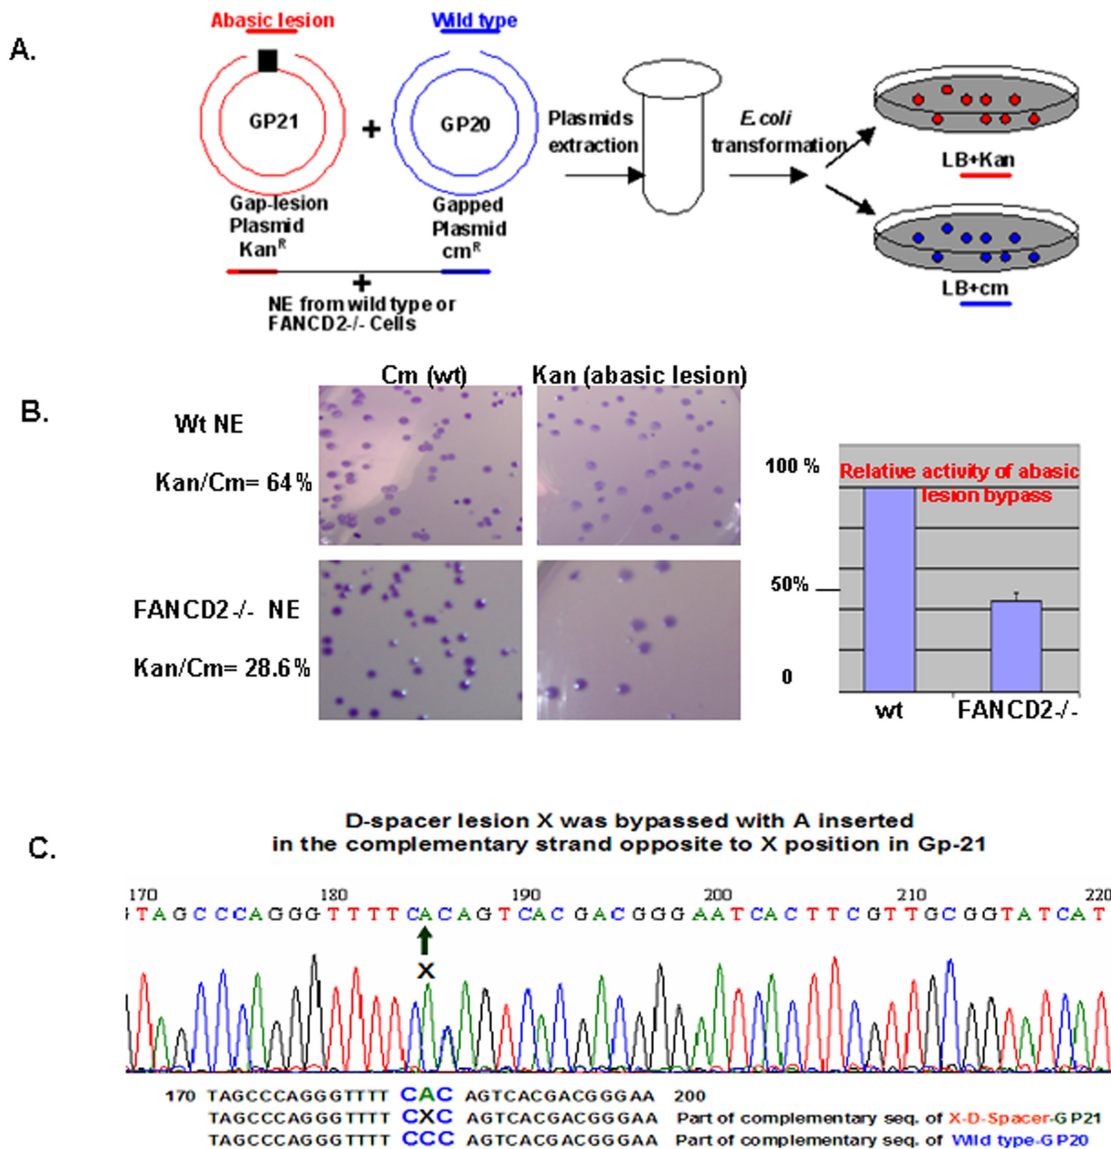 A.
Abasic lesion
Wild type
GP21
+
GP20
Plasmids
extraction
E.coli
transformation
LB+Kan
LB+cm
Gap-lesion
Plasmid
Kan^R
Gapped
Plasmid
cm^R
+
NE from wild type or
FANCD2-/- Cells
B.
Cm (wt)
Kan (abasic lesion)
Wt NE
Kan/Cm= 64%
FANCD2-/- NE
Kan/Cm= 28.6%
Relative activity of abasic
lesion bypass
100 %
50%
0
wt
FANCD2-/-
C.
D-spacer lesion X was bypassed with A inserted
in the complementary strand opposite to X position in Gp-21
170 180 190 200 210 220
TAGCCCAGGGTTTTCACAGTCACGACGGGAATCACTTCGTTGCGGTATCAT
X
170 TAGCCCAGGGTTTT CAC AGTCACGACGGGAA 200
TAGCCCAGGGTTTT CXC AGTCACGACGGGAA Part of complementary seq. of X-D-Spacer-GP21
TAGCCCAGGGTTTT CCC AGTCACGACGGGAA Part of complementary seq. of Wild type-GP20